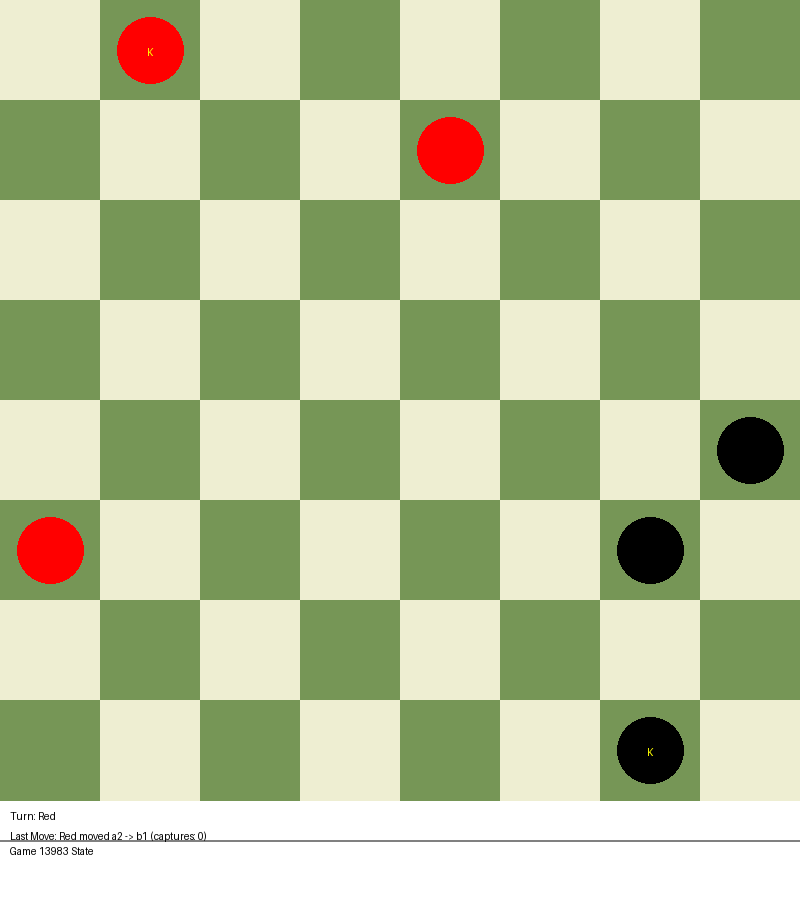 K
K
Turn: Red
Last Move: Red moved a2 -> b1 (captures: 0)
Game 13983 State